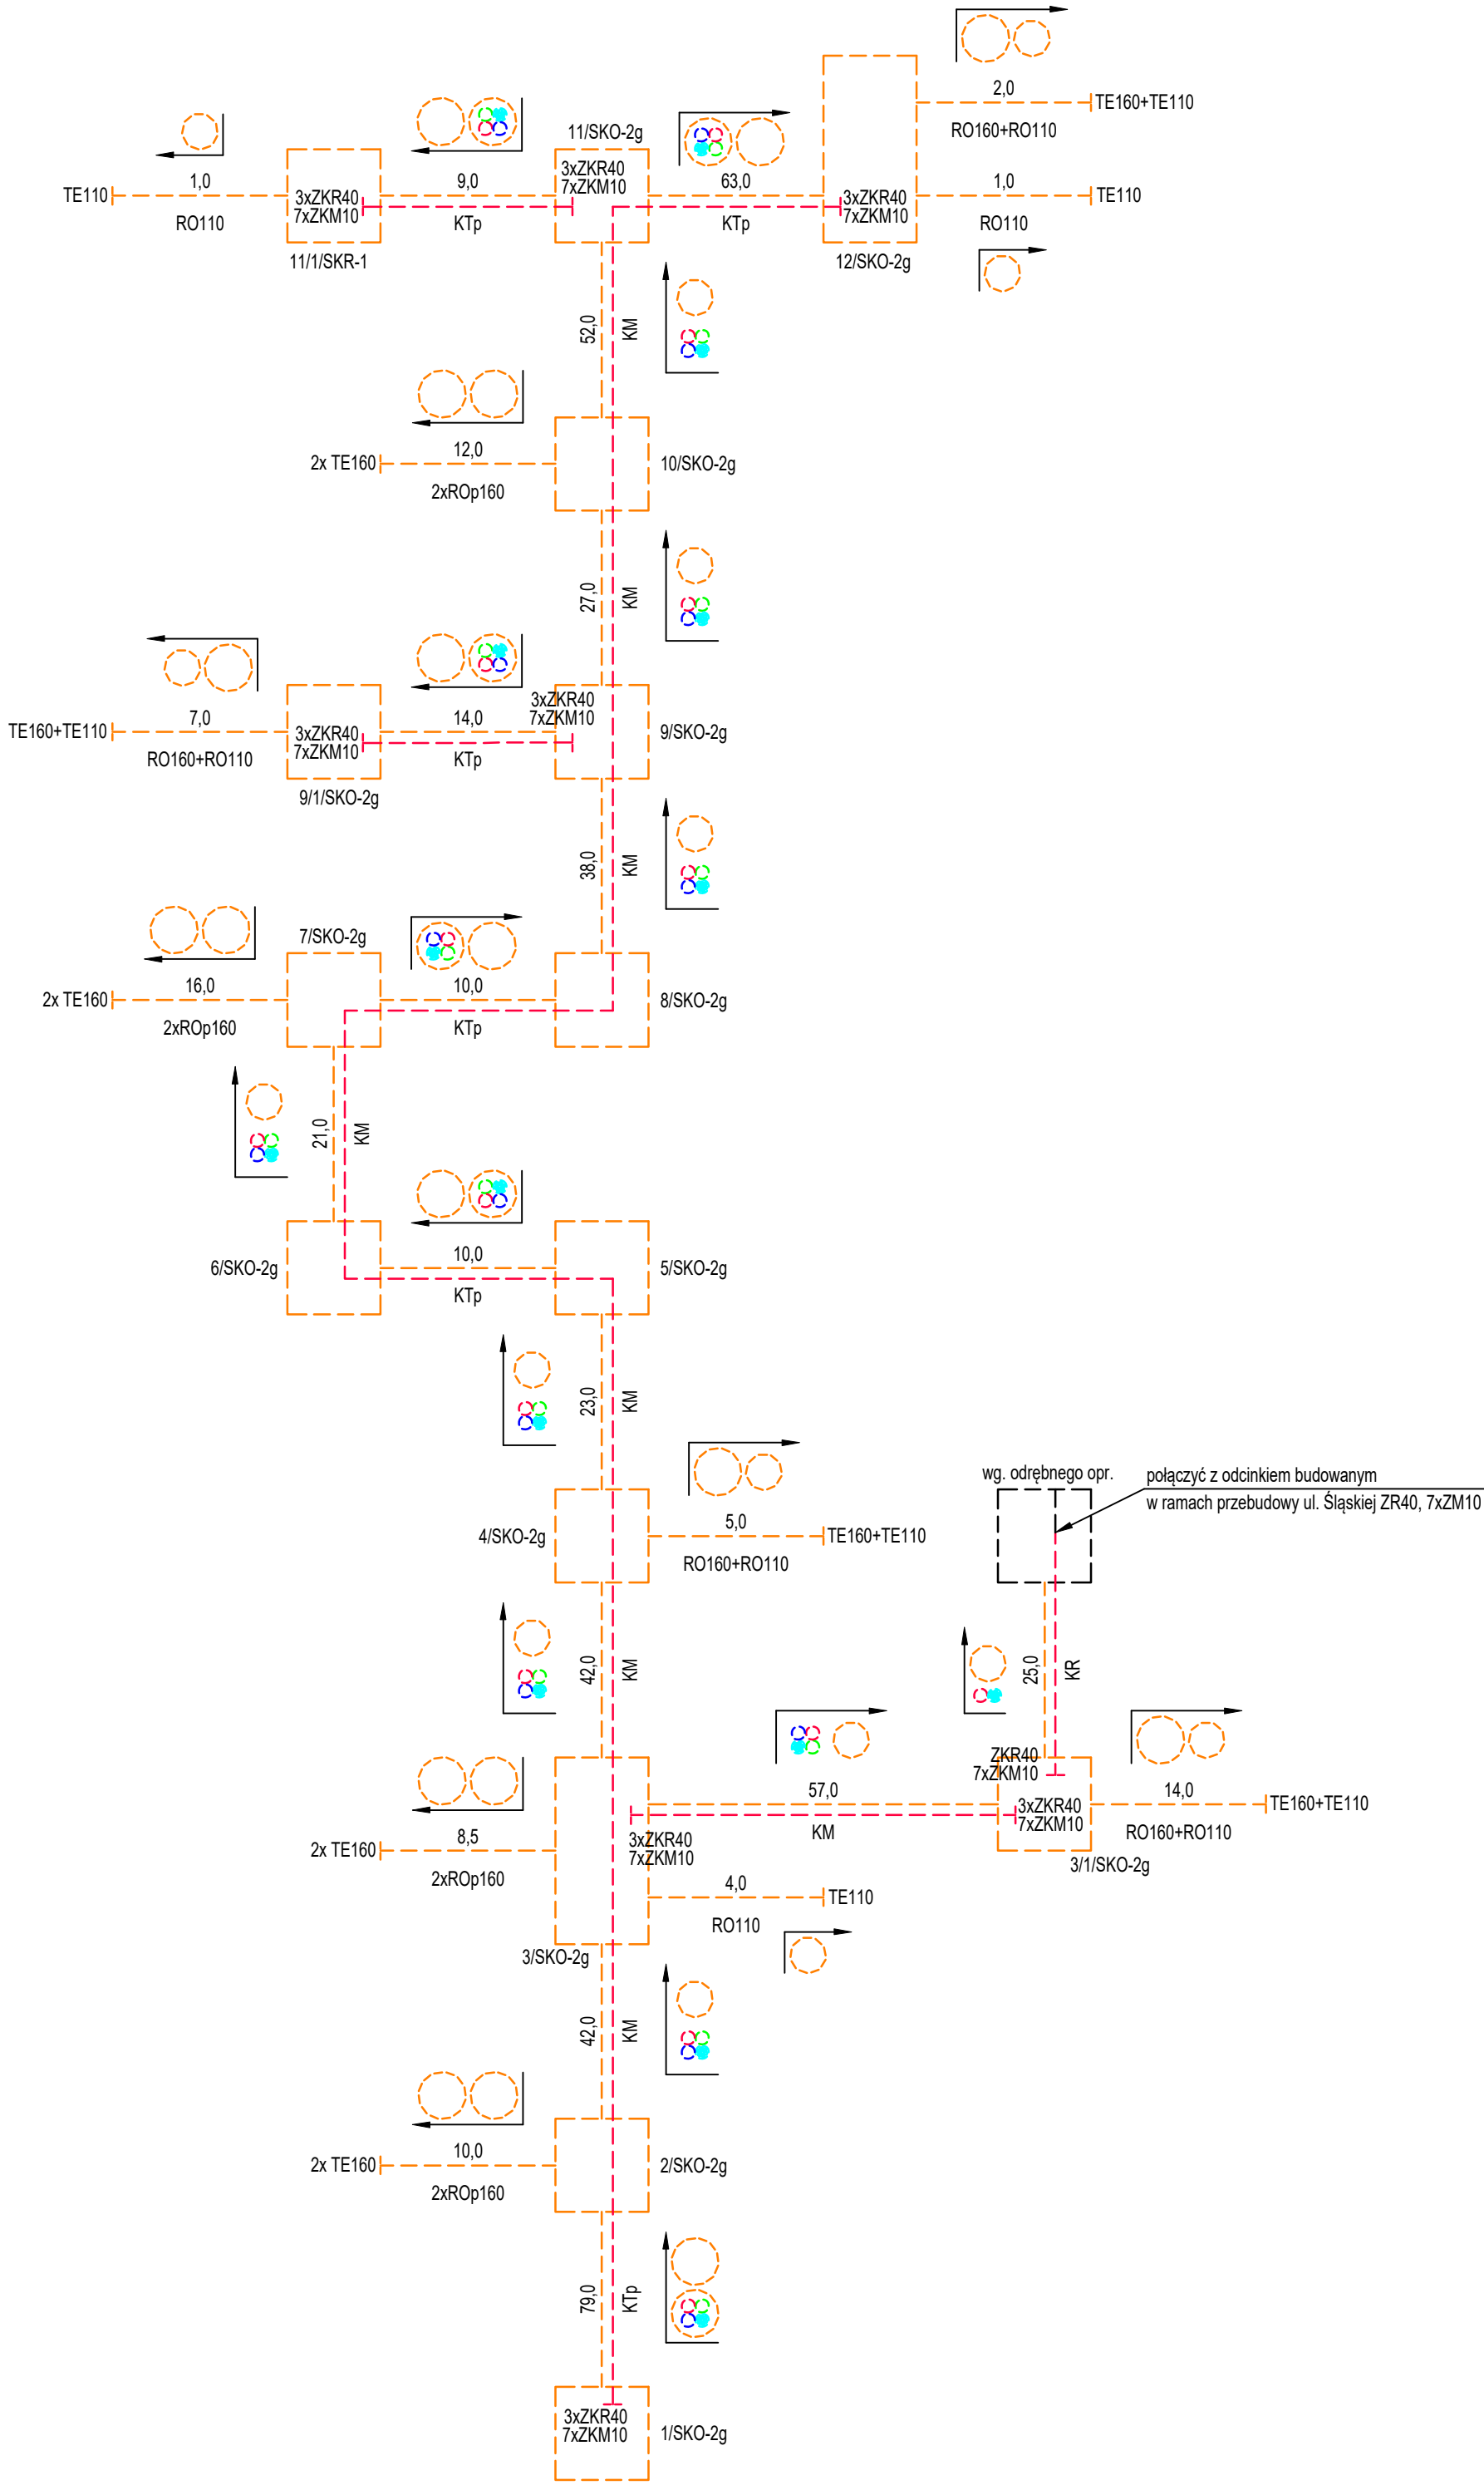 2,0
TE160+TE110
RO160+RO110
11/SKO-2g
3xZKR40
7xZKM10
TE110
1,0
RO110
3xZKR40
7xZKM10
11/1/SKR-1
9,0
KTp
63,0
KTp
3xZKR40
7xZKM10
12/SKO-2g
1,0
TE110
RO110
52,0
KM
2x TE160
12,0
2xROp160
10/SKO-2g
27,0
KM
TE160+TE110
7,0
RO160+RO110
3xZKR40
7xZKM10
9/1/SKO-2g
14,0
KTp
3xZKR40
7xZKM10
9/SKO-2g
38,0
KM
7/SKO-2g
2x TE160
16,0
2xROp160
10,0
KTp
8/SKO-2g
21,0
KM
6/SKO-2g
10,0
KTp
5/SKO-2g
23,0
KM
4/SKO-2g
5,0
TE160+TE110
RO160+RO110
wg. odrębnego opr.
połączyć z odcinkiem budowanym
w ramach przebudowy ul. Śląskiej ZR40, 7xZM10
42,0
KM
25,0
KR
ZKR40
7xZKM10
57,0
KM
3xZKR40
7xZKM10
3/1/SKO-2g
14,0
TE160+TE110
RO160+RO110
2x TE160
8,5
2xROp160
3xZKR40
7xZKM10
4,0
TE110
RO110
3/SKO-2g
42,0
KM
2x TE160
10,0
2xROp160
2/SKO-2g
79,0
KTp
3xZKR40
7xZKM10
1/SKO-2g